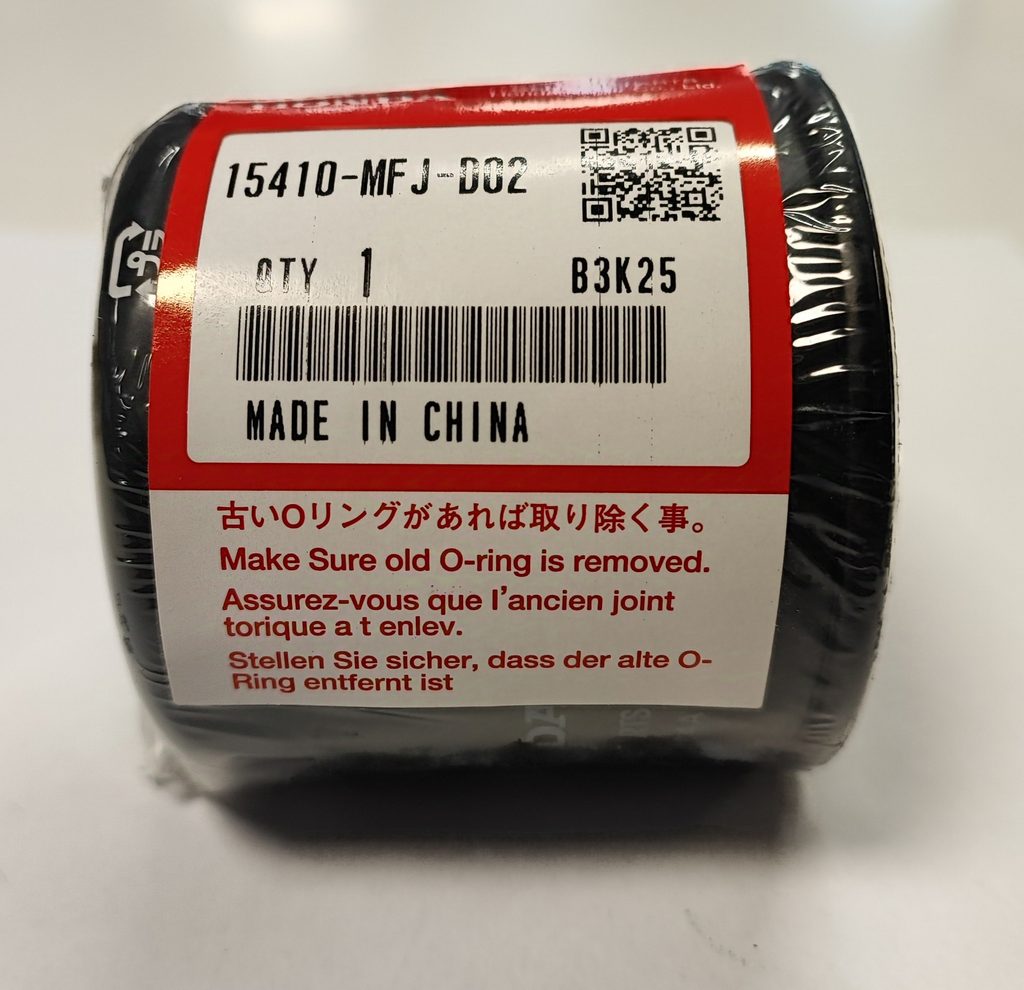 HONDA
15410-MFJ-D02
QTY 1 B3K25
MADE IN CHINA
古いOリングがあれば取り除く事。
Make Sure old O-ring is removed.
Assurez-vous que l’ancien joint
torique a t enlev.
Stellen Sie sicher, dass der alte O-
Ring entfernt ist